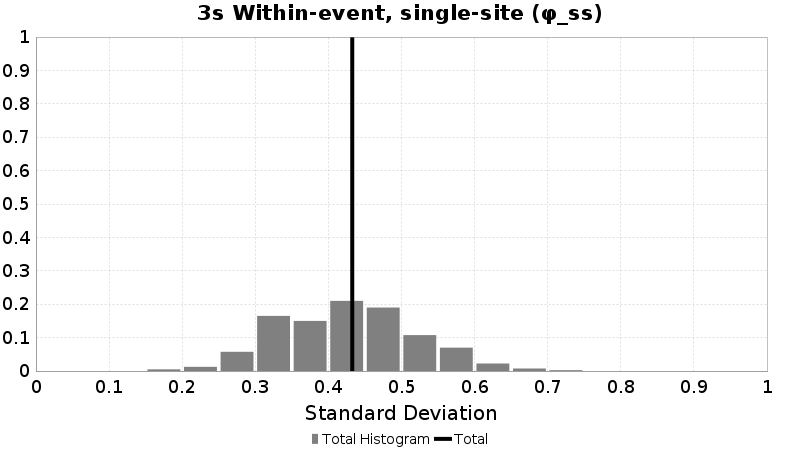 3s Within-event, single-site (φ_ss)
1
0.9
0.8
0.7
0.6
0.5
0.4
0.3
0.2
0.1
0
0 0.1 0.2 0.3 0.4 0.5 0.6 0.7 0.8 0.9 1
Standard Deviation
Total Histogram Total